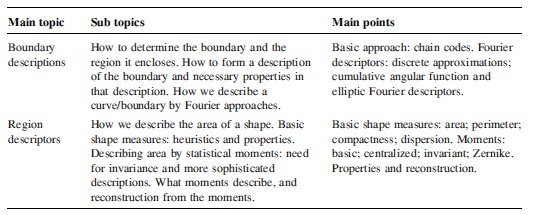 Main topic Sub topics Main points
Boundary descriptions How to determine the boundary and the region it encloses. How to form a description of the boundary and necessary properties in that description. How we describe a curve/boundary by Fourier approaches. Basic approach: chain codes. Fourier descriptors: discrete approximations; cumulative angular function and elliptic Fourier descriptors.
Region descriptors How we describe the area of a shape. Basic shape measures: heuristics and properties. Describing area by statistical moments: need for invariance and more sophisticated descriptions. What moments describe, and reconstruction from the moments. Basic shape measures: area; perimeter; compactness; dispersion. Moments: basic; centralized; invariant; Zernike. Properties and reconstruction.